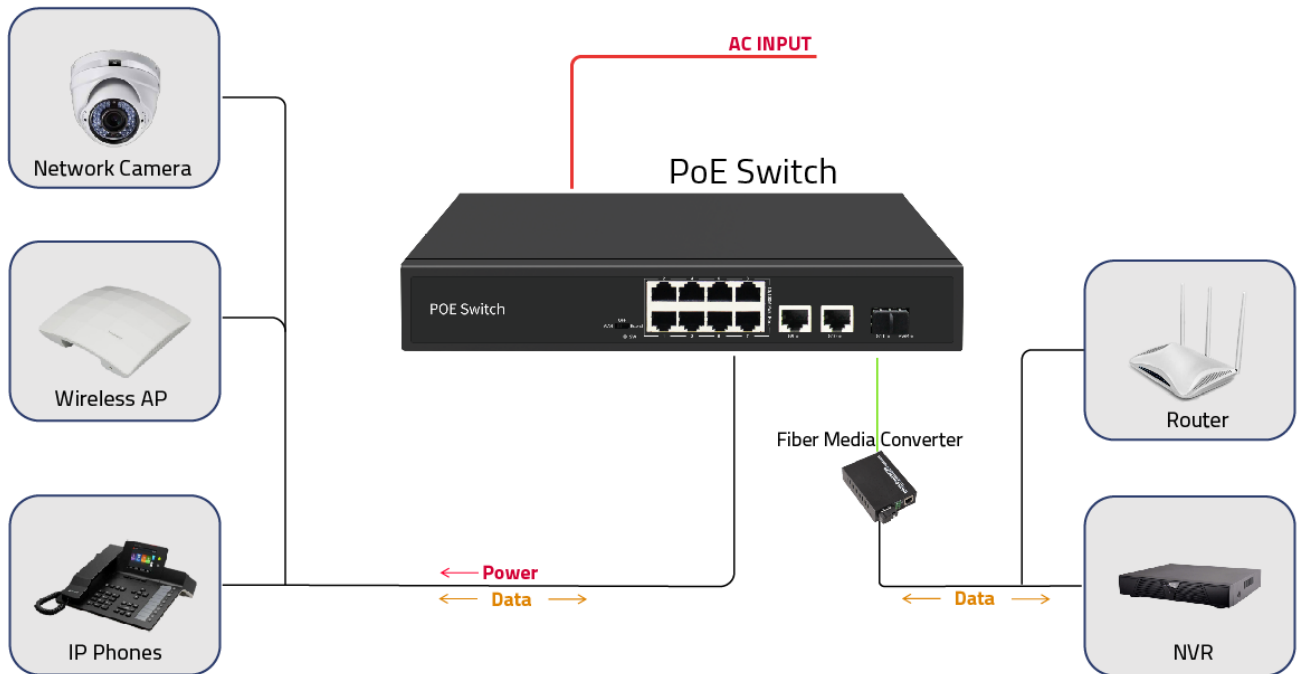 AC INPUT
PoE Switch
Network Camera
POE Switch
Wireless AP
Router
Fiber Media Converter
Power
Data
Data
IP Phones
NVR